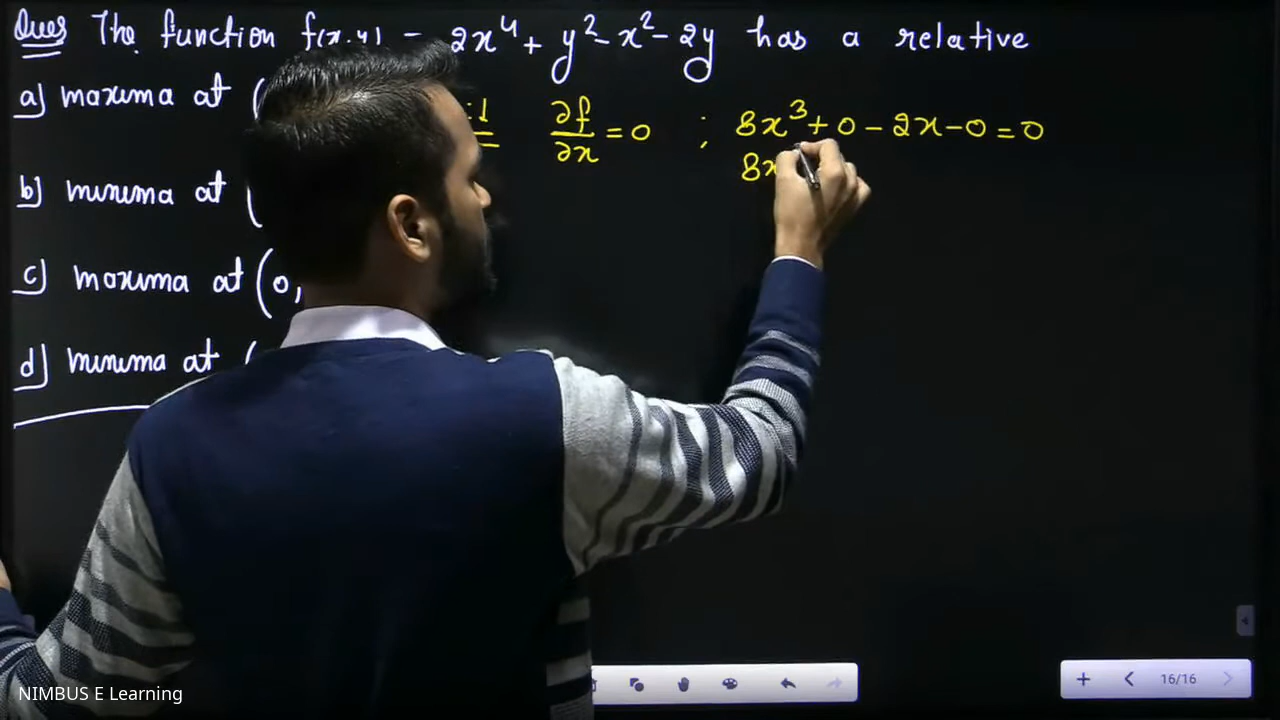 Ques The function f(x,y) = 2x⁴ + y² - x² - 2y has a relative
a) maxima at (
∂f/∂x = 0 ; 8x³ + 0 - 2x - 0 = 0
8x
b) minima at (
c) maxima at (0,
d) minima at (
16/16
NIMBUS E Learning